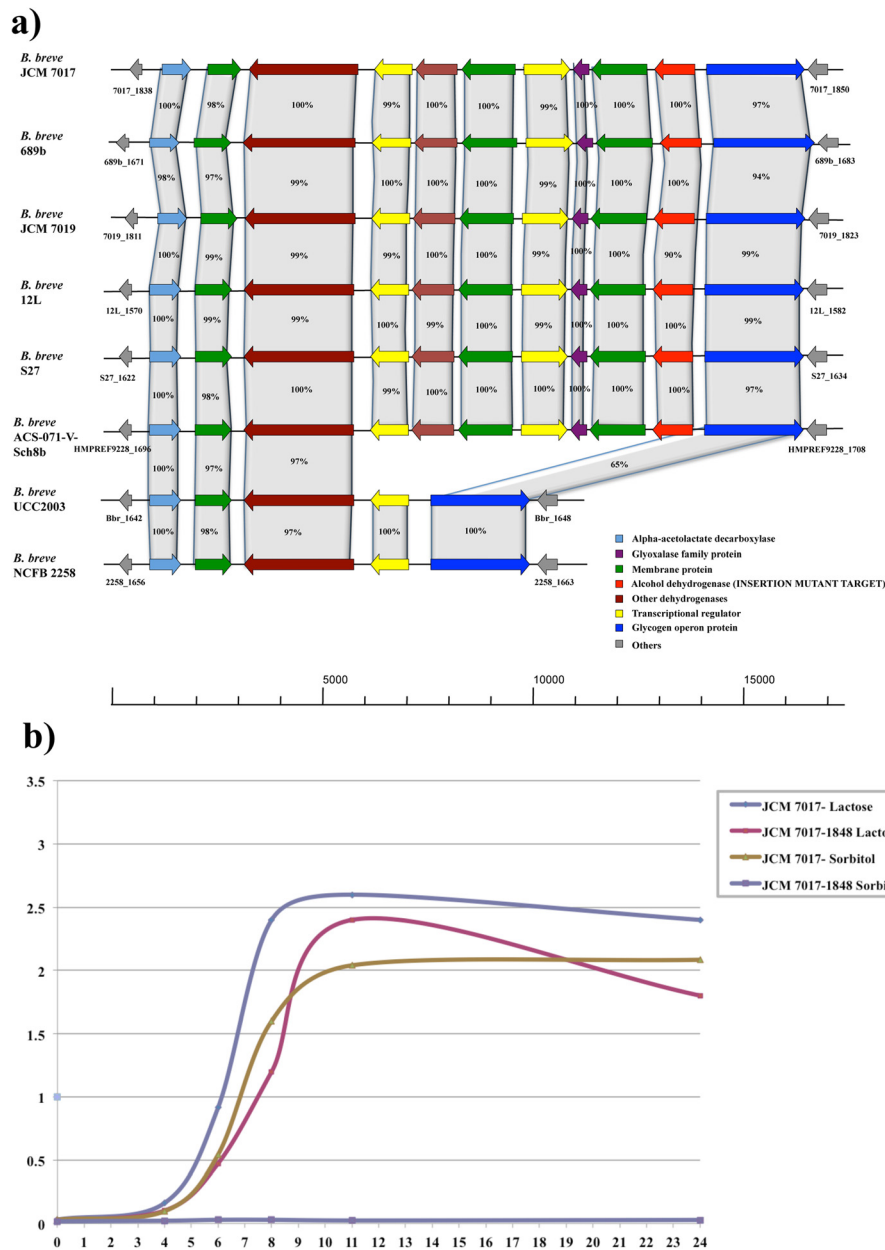 a)
B. breve
JCM 7017
7017_1838
7017_1850
100% 98% 100% 99% 100% 100% 99% 100% 100% 100% 97%
B. breve
689b
689b_1671
689b_1683
98% 97% 99% 100% 100% 100% 99% 100% 100% 100% 94%
B. breve
JCM 7019
7019_1811
7019_1823
100% 99% 99% 100% 100% 100% 99% 100% 100% 90% 99%
B. breve
12L
12L_1570
12L_1582
100% 99% 99% 100% 99% 100% 99% 100% 100% 100% 99%
B. breve
S27
S27_1622
S27_1634
100% 98% 100% 99% 100% 100% 100% 100% 100% 100% 97%
B. breve
ACS-071-V-
Sch8b
HMPREF9228_1696
HMPREF9228_1708
100% 97% 97% 65%
B. breve
UCC2003
Bbr_1642
Bbr_1648
100% 98% 97% 100% 100%
B. breve
NCFB 2258
2258_1656
2258_1663
Alpha-acetolactate decarboxylase
Glyoxalase family protein
Membrane protein
Alcohol dehydrogenase (INSERTION MUTANT TARGET)
Other dehydrogenases
Transcriptional regulator
Glycogen operon protein
Others
5000 10000 15000
b)
3.5
3
2.5
2
1.5
1
0.5
0
0 1 2 3 4 5 6 7 8 9 10 11 12 13 14 15 16 17 18 19 20 21 22 23 24
JCM 7017- Lactose
JCM 7017-1848 Lacto
JCM 7017- Sorbitol
JCM 7017-1848 Sorbi